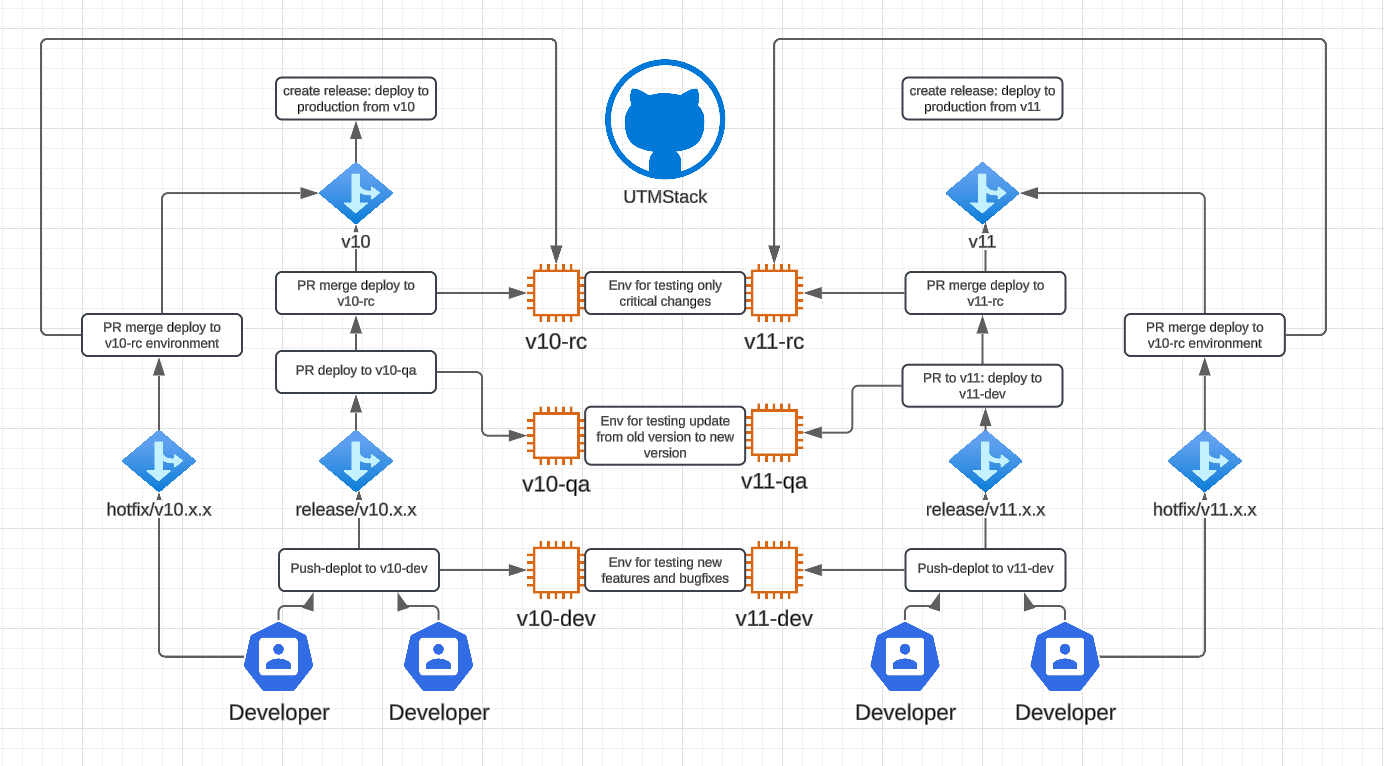 create release: deploy to
production from v10
UTMStack
create release: deploy to
production from v11
v10
v11
PR merge deploy to
v10-rc
Env for testing only
critical changes
PR merge deploy to
v11-rc
PR merge deploy to
v10-rc environment
v10-rc
v11-rc
PR merge deploy to
v10-rc environment
PR deploy to v10-qa
PR to v11: deploy to
v11-dev
Env for testing update
from old version to new
version
v10-qa
v11-qa
hotfix/v10.x.x
release/v10.x.x
release/v11.x.x
hotfix/v11.x.x
Push-deplot to v10-dev
Env for testing new
features and bugfixes
Push-deplot to v11-dev
v10-dev
v11-dev
Developer
Developer
Developer
Developer